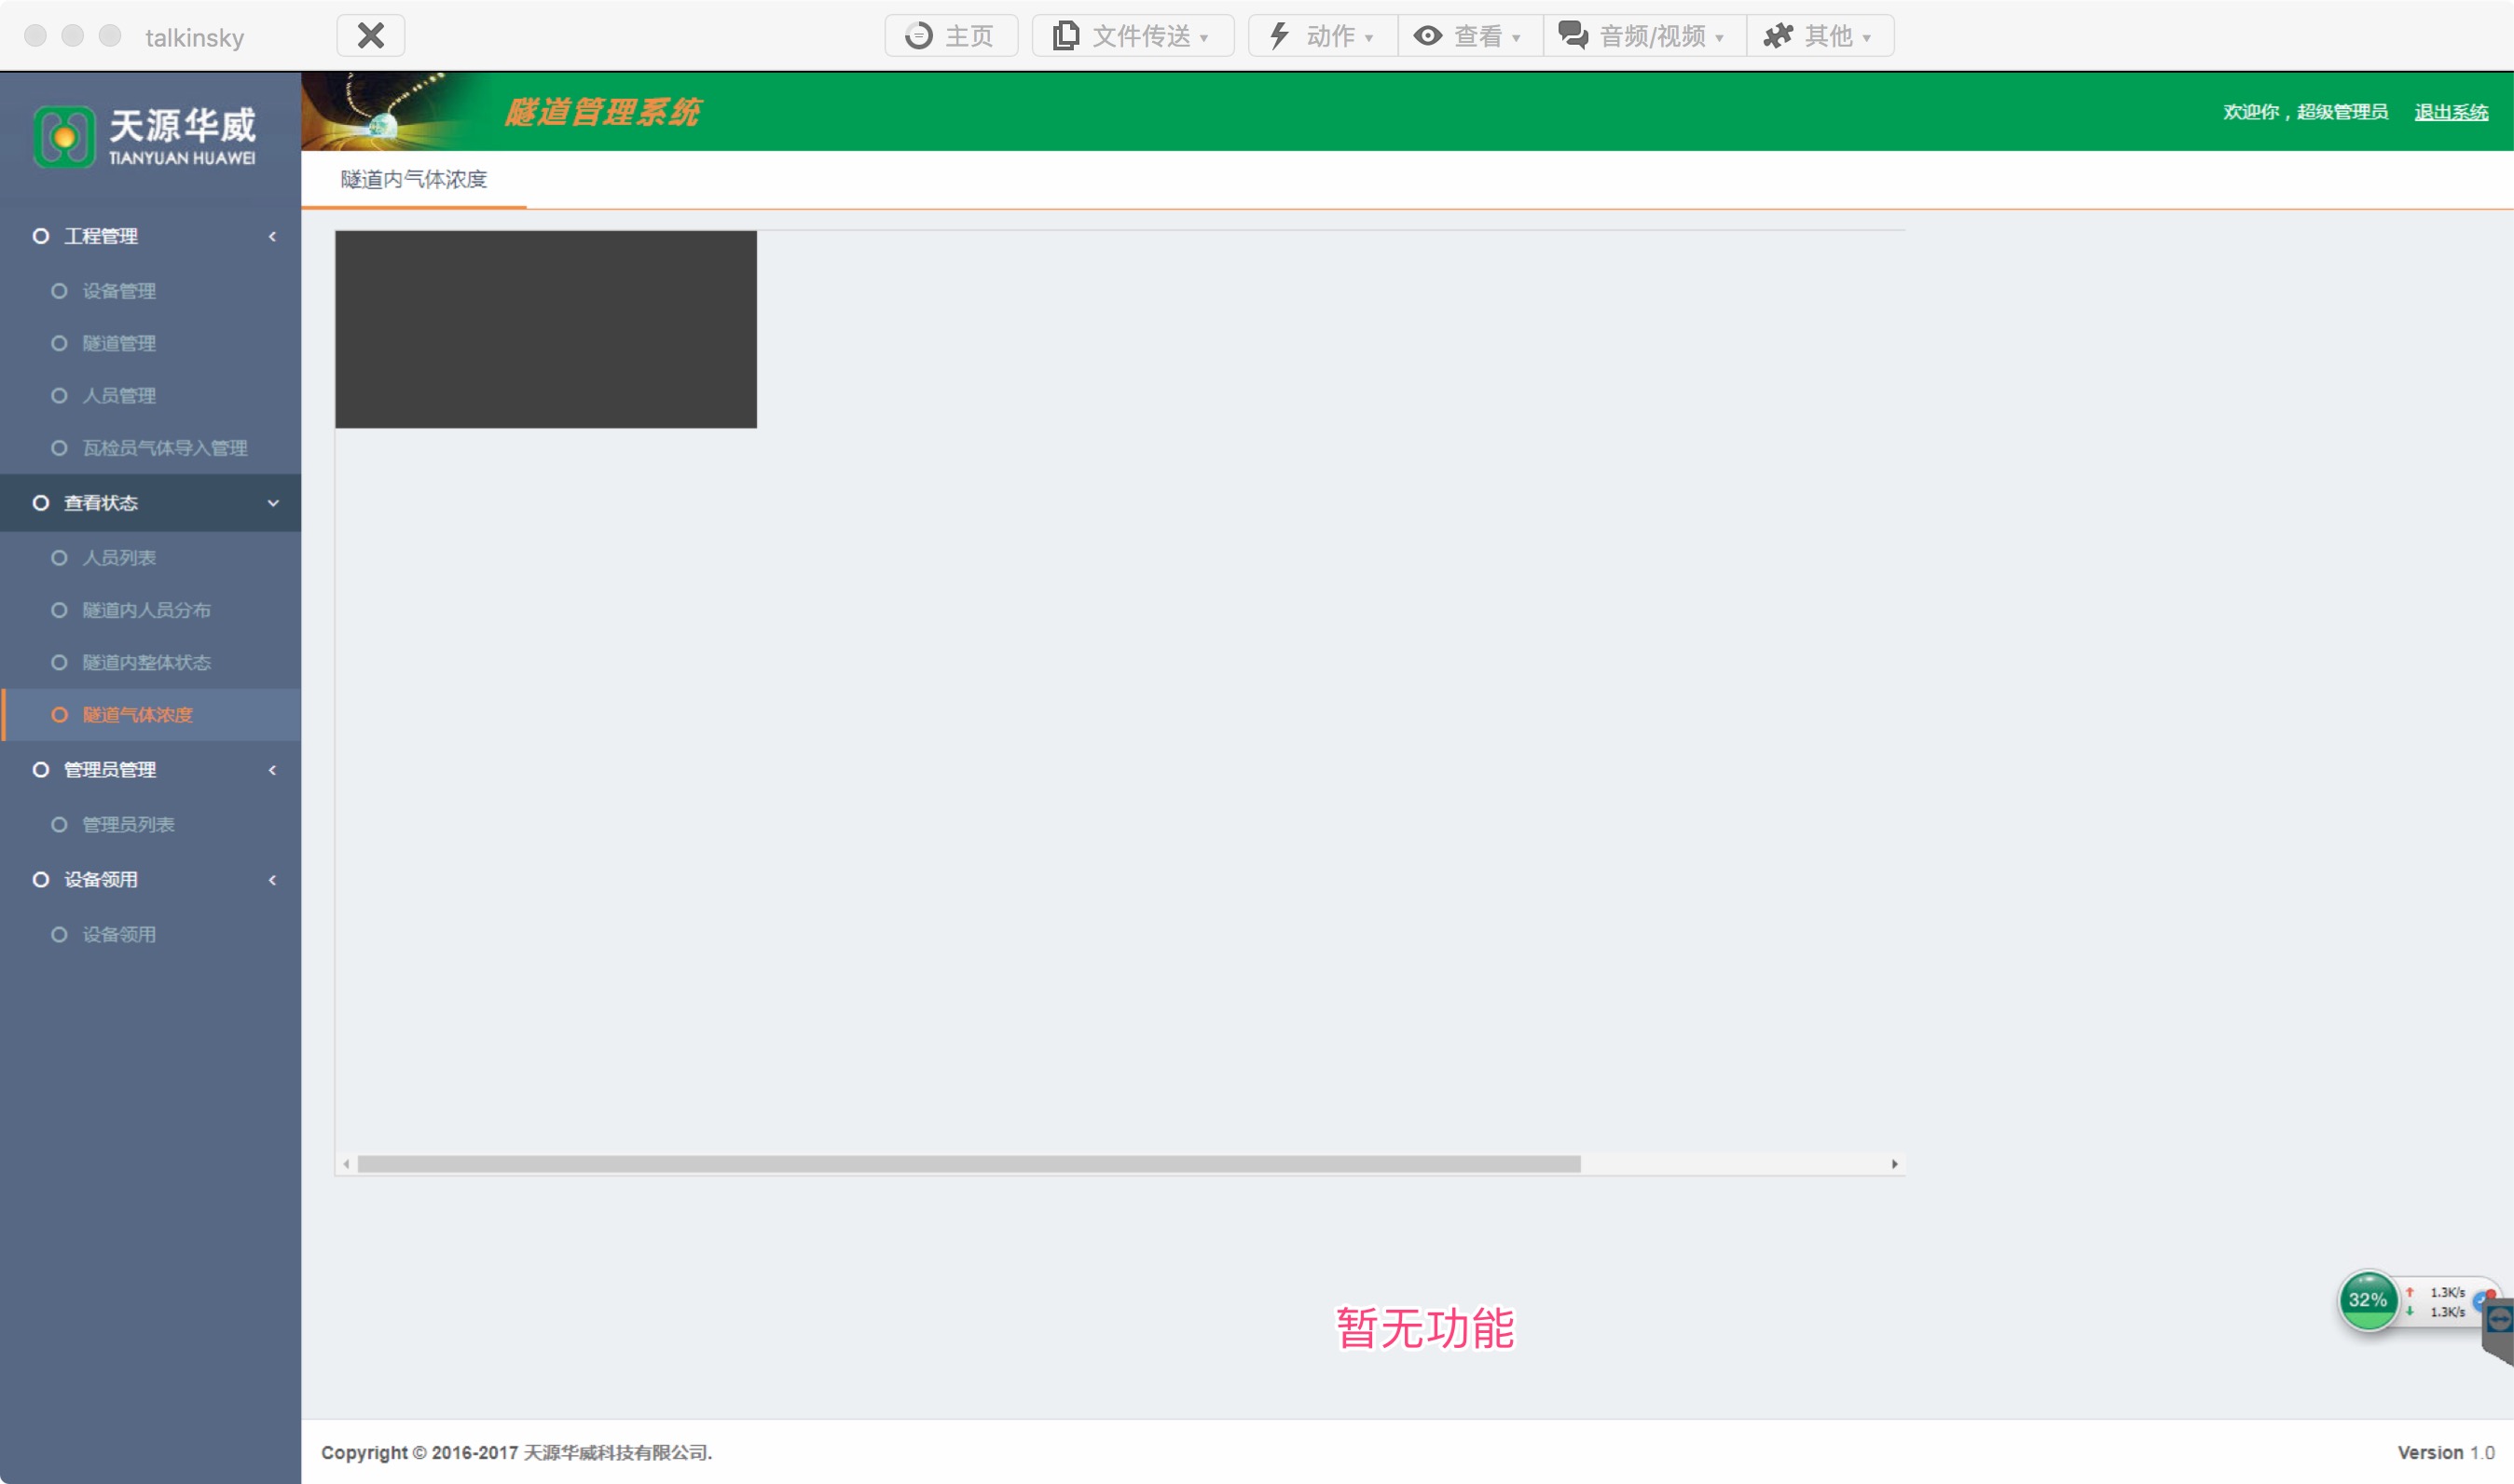 talkinsky
主页
文件传送
动作
查看
音频/视频
其他
天源华威
TIANYUAN HUAWEI
隧道管理系统
欢迎你，超级管理员 退出系统
隧道内气体浓度
工程管理
设备管理
隧道管理
人员管理
瓦检员气体导入管理
查看状态
人员列表
隧道内人员分布
隧道内整体状态
隧道气体浓度
管理员管理
管理员列表
设备领用
设备领用
32%
1.3K/s
1.3K/s
暂无功能
Copyright © 2016-2017 天源华威科技有限公司.
Version 1.0